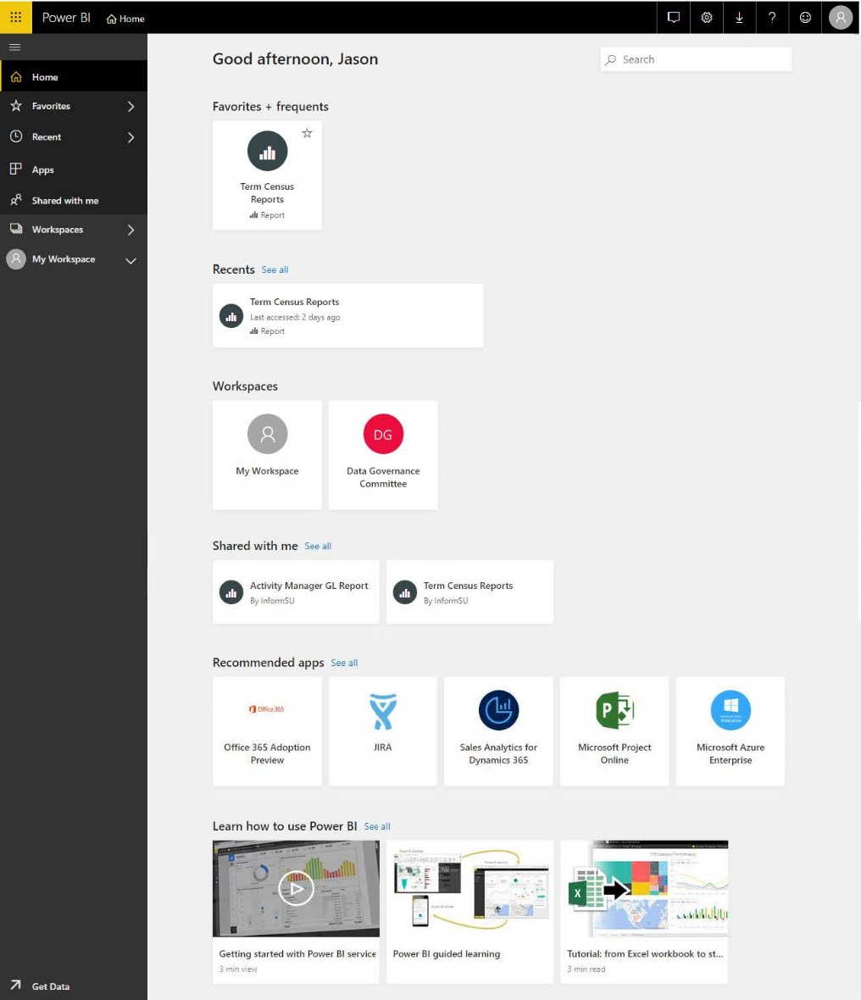 Power BI
Home
Home
Favorites
Recent
Apps
Shared with me
Workspaces
My Workspace
Get Data
Good afternoon, Jason
Search
Favorites + frequents
Term Census
Reports
Report
Recents See all
Term Census Reports
Last accessed: 2 days ago
Report
Workspaces
My Workspace
DG
Data Governance
Committee
Shared with me See all
Activity Manager GL Report
By InformSU
Term Census Reports
By InformSU
Recommended apps See all
Office 365
Office 365 Adoption
Preview
JIRA
Sales Analytics for
Dynamics 365
P
Microsoft Project
Online
Microsoft Azure
Enterprise
Microsoft Azure
Enterprise
Learn how to use Power BI See all
Getting started with Power BI service
3 min view
Power BI guided learning
X
Tutorial: from Excel workbook to st...
3 min read